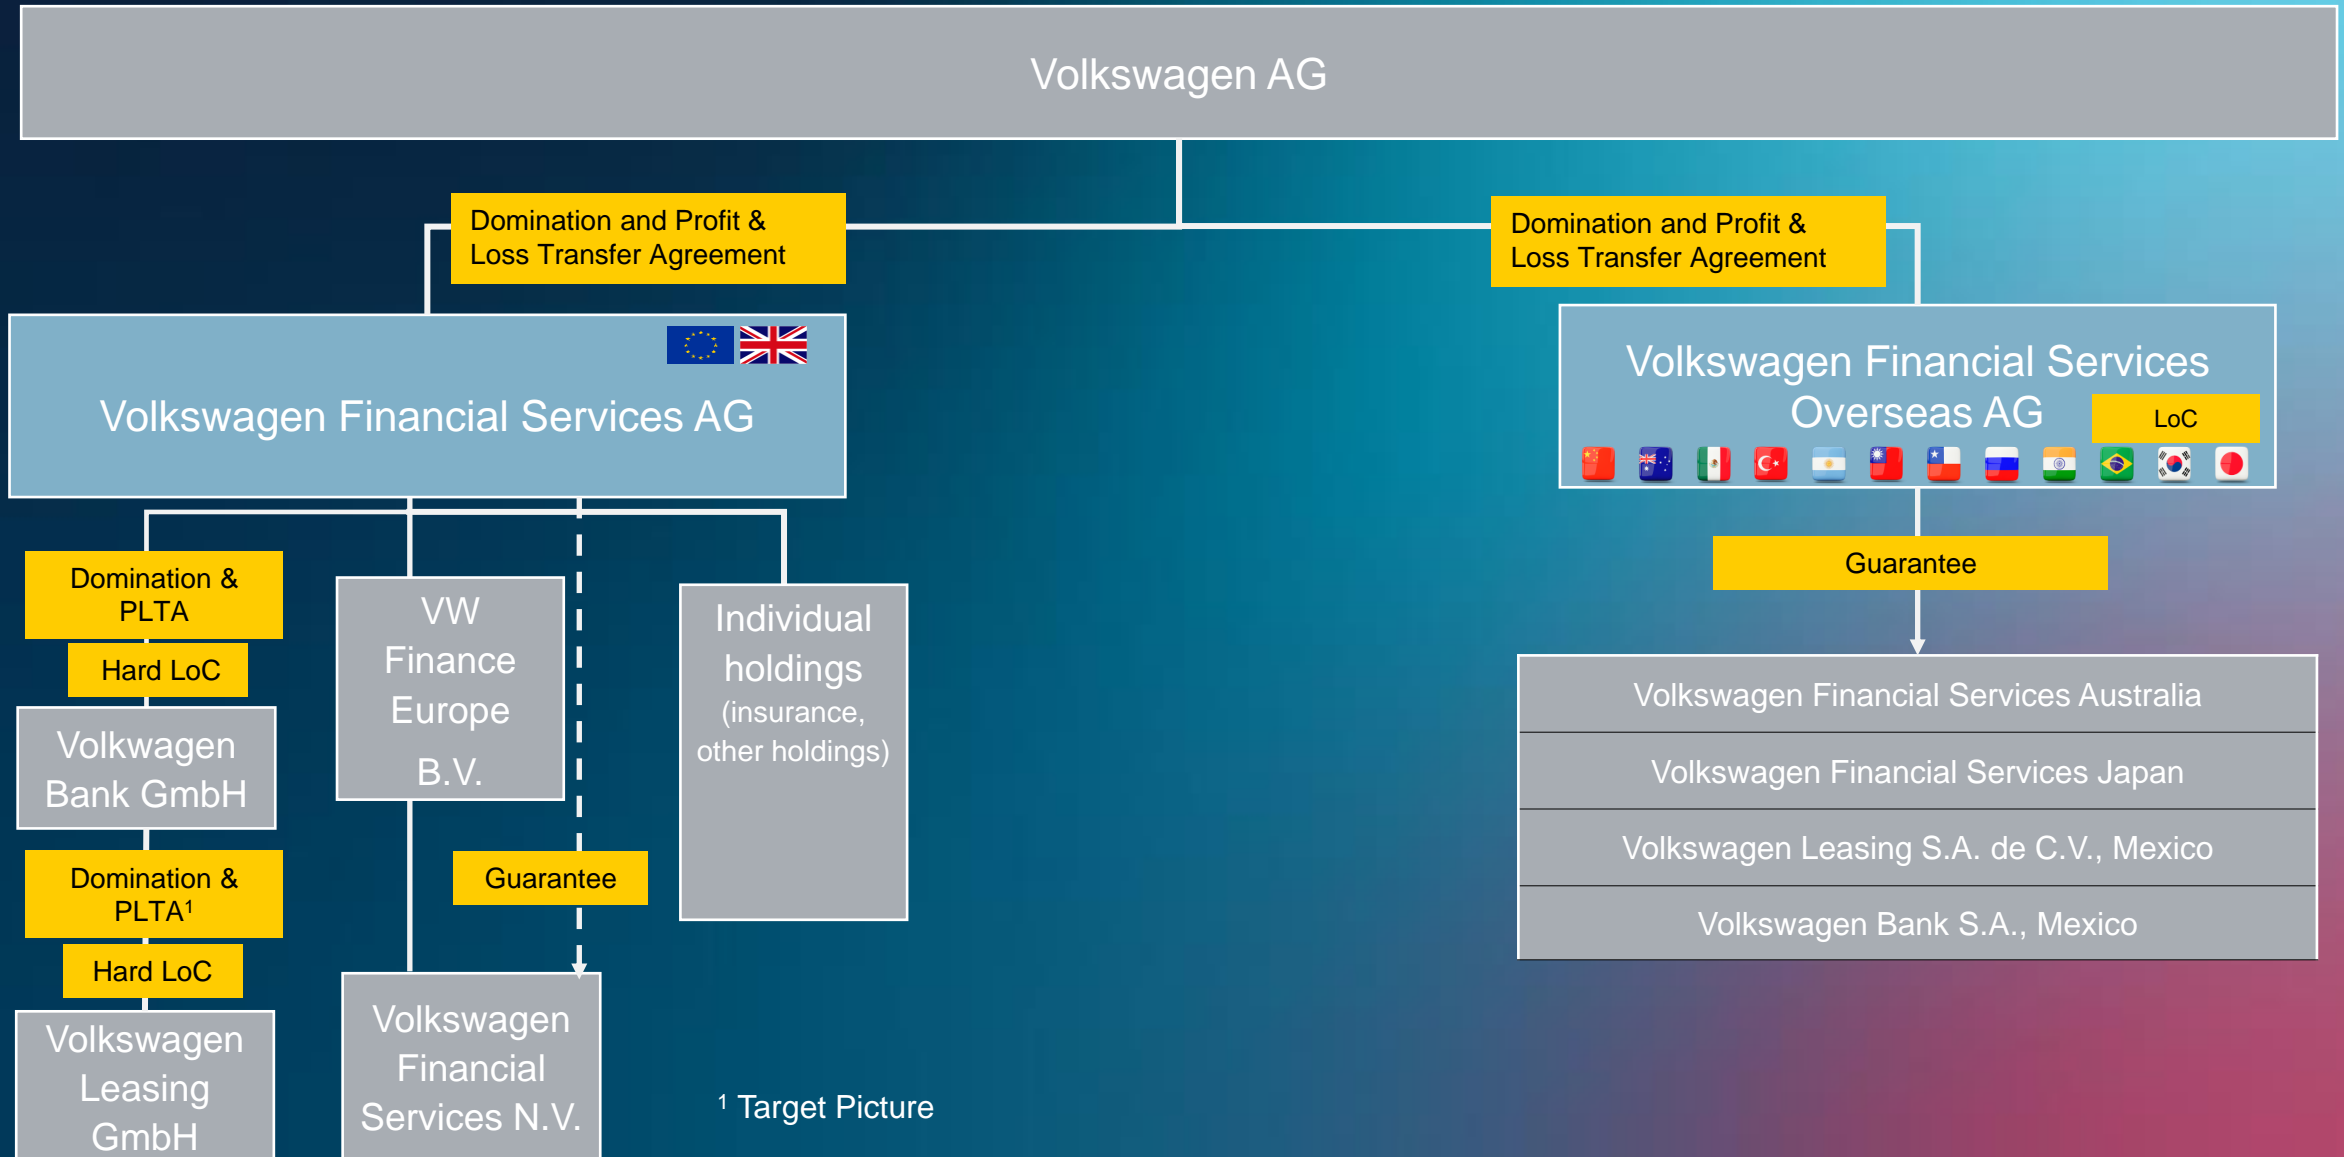 Volkswagen AG
Domination and Profit &
Loss Transfer Agreement
Domination and Profit &
Loss Transfer Agreement
Volkswagen Financial Services AG
Volkswagen Financial Services
Overseas AG
LoC
Domination &
PLTA
Hard LoC
Volkwagen
Bank GmbH
Domination &
PLTA¹
Hard LoC
Volkswagen
Leasing
GmbH
VW
Finance
Europe
B.V.
Guarantee
Volkswagen
Financial
Services N.V.
Individual
holdings
(insurance,
other holdings)
Guarantee
Volkswagen Financial Services Australia
Volkswagen Financial Services Japan
Volkswagen Leasing S.A. de C.V., Mexico
Volkswagen Bank S.A., Mexico
¹ Target Picture